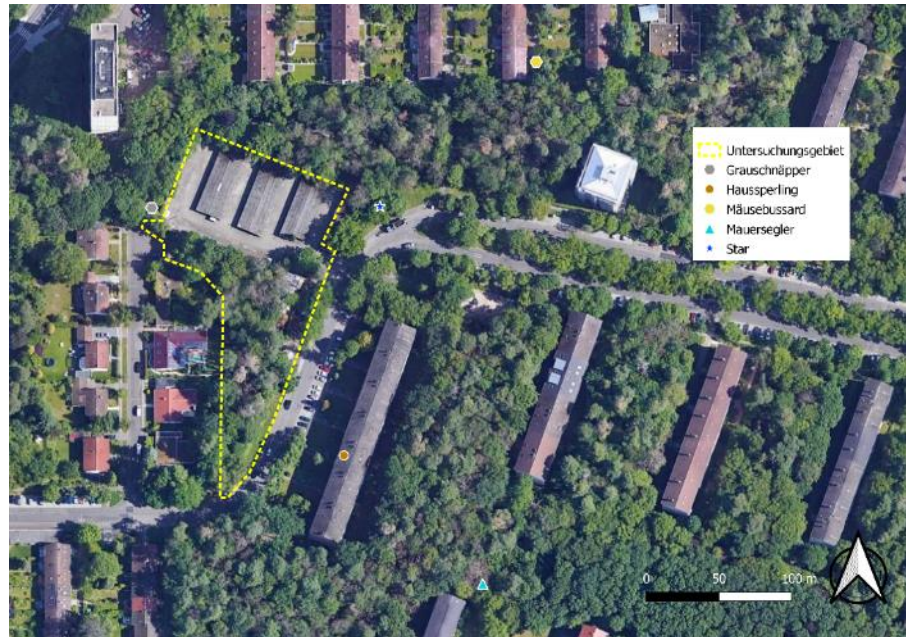 Untersuchungsgebiet
Grauschnäpper
Haussperling
Mäusebussard
Mauersegler
Star
0 50 100 m